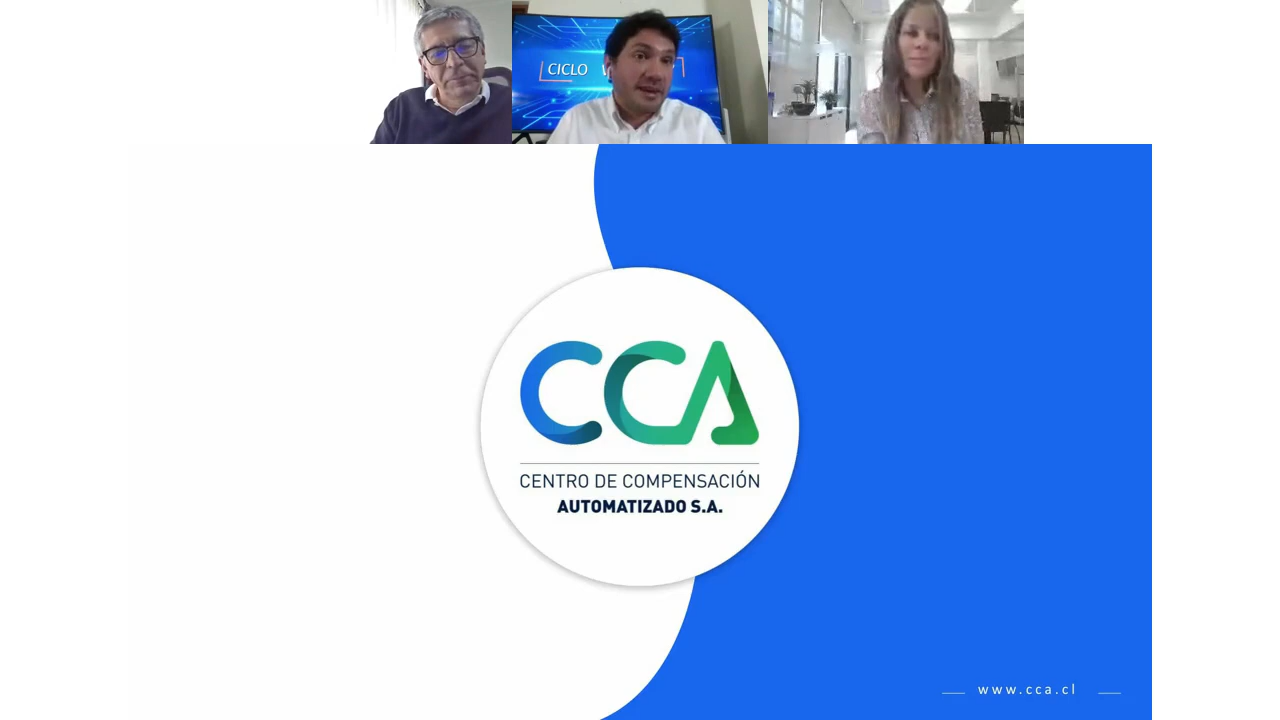 CICLO
CCA
CENTRO DE COMPENSACIÓN
AUTOMATIZADO S.A.
www.cca.cl